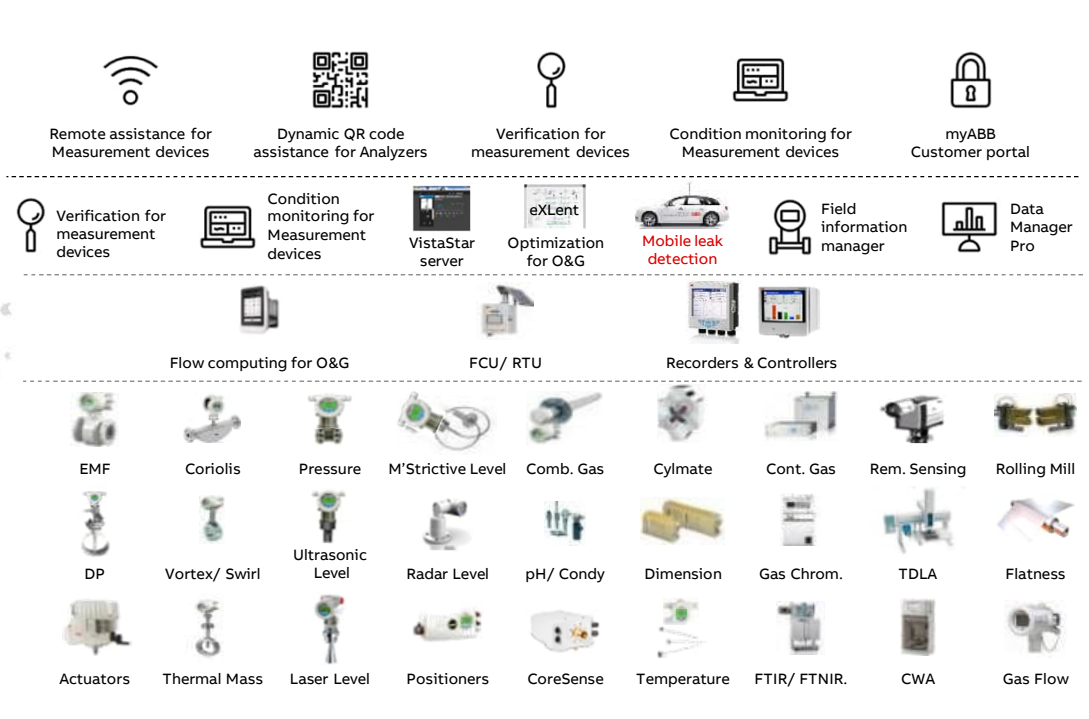 Remote assistance for
Measurement devices
Dynamic QR code
assistance for Analyzers
Verification for
measurement devices
Condition monitoring for
Measurement devices
myABB
Customer portal
Verification for
measurement
devices
Condition
monitoring for
Measurement
devices
VistaStar
server
eXLent
Optimization
for O&G
Mobile leak
detection
Field
information
manager
Data
Manager
Pro
Flow computing for O&G
FCU/ RTU
Recorders & Controllers
EMF
Coriolis
Pressure
M'Strictive Level
Comb. Gas
Cylmate
Cont. Gas
Rem. Sensing
Rolling Mill
DP
Vortex/ Swirl
Ultrasonic
Level
Radar Level
pH/ Condy
Dimension
Gas Chrom.
TDLA
Flatness
Actuators
Thermal Mass
Laser Level
Positioners
CoreSense
Temperature
FTIR/ FTNIR.
CWA
Gas Flow